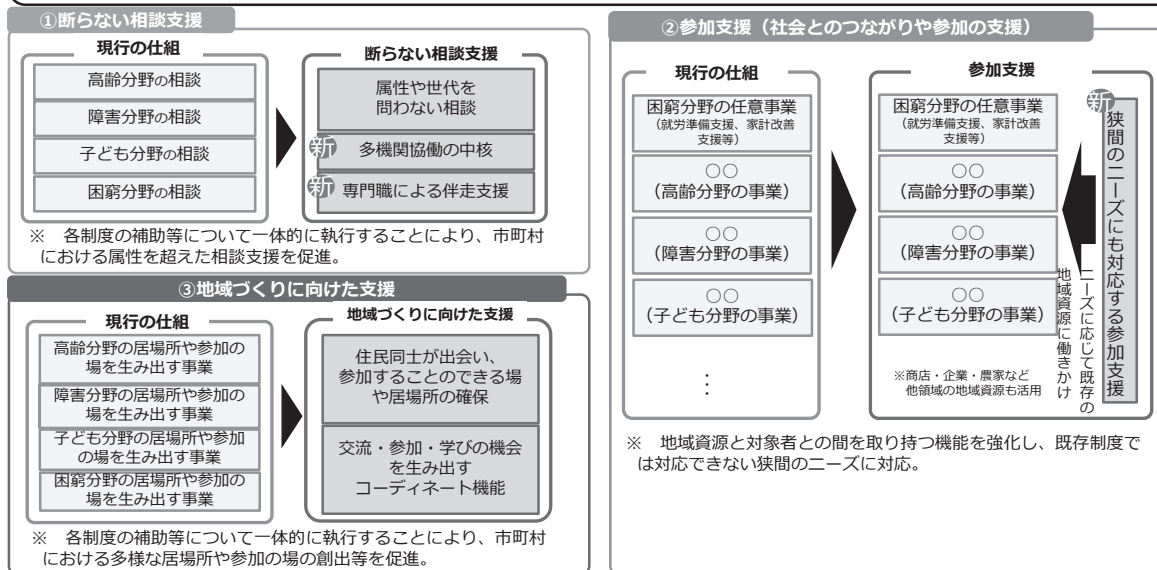 ①断らない相談支援
現行の仕組
高齢分野の相談
障害分野の相談
子ども分野の相談
困窮分野の相談
断らない相談支援
属性や世代を
問わない相談
新 多機関協働の中核
新 専門職による伴走支援
※ 各制度の補助等について一体的に執行することにより、市町村
における属性を超えた相談支援を促進。
②参加支援（社会とのつながりや参加の支援）
現行の仕組
困窮分野の任意事業
（就労準備支援、家計改善
支援等）
○○
（高齢分野の事業）
○○
（障害分野の事業）
○○
（子ども分野の事業）
：
参加支援
困窮分野の任意事業
（就労準備支援、家計改善
支援等）
○○
（高齢分野の事業）
○○
（障害分野の事業）
○○
（子ども分野の事業）
※商店・企業・農家など
他領域の地域資源も活用
新
狭間のニーズにも対応する参加支援
ニーズに応じて既存の
地域資源に働きかけ
※ 地域資源と対象者との間を取り持つ機能を強化し、既存制度で
は対応できない狭間のニーズに対応。
③地域づくりに向けた支援
現行の仕組
高齢分野の居場所や参加の
場を生み出す事業
障害分野の居場所や参加の
場を生み出す事業
子ども分野の居場所や参加
の場を生み出す事業
困窮分野の居場所や参加の
場を生み出す事業
地域づくりに向けた支援
住民同士が出会い、
参加することのできる場
や居場所の確保
交流・参加・学びの機会
を生み出す
コーディネート機能
※ 各制度の補助等について一体的に執行することにより、市町村
における多様な居場所や参加の場の創出等を促進。